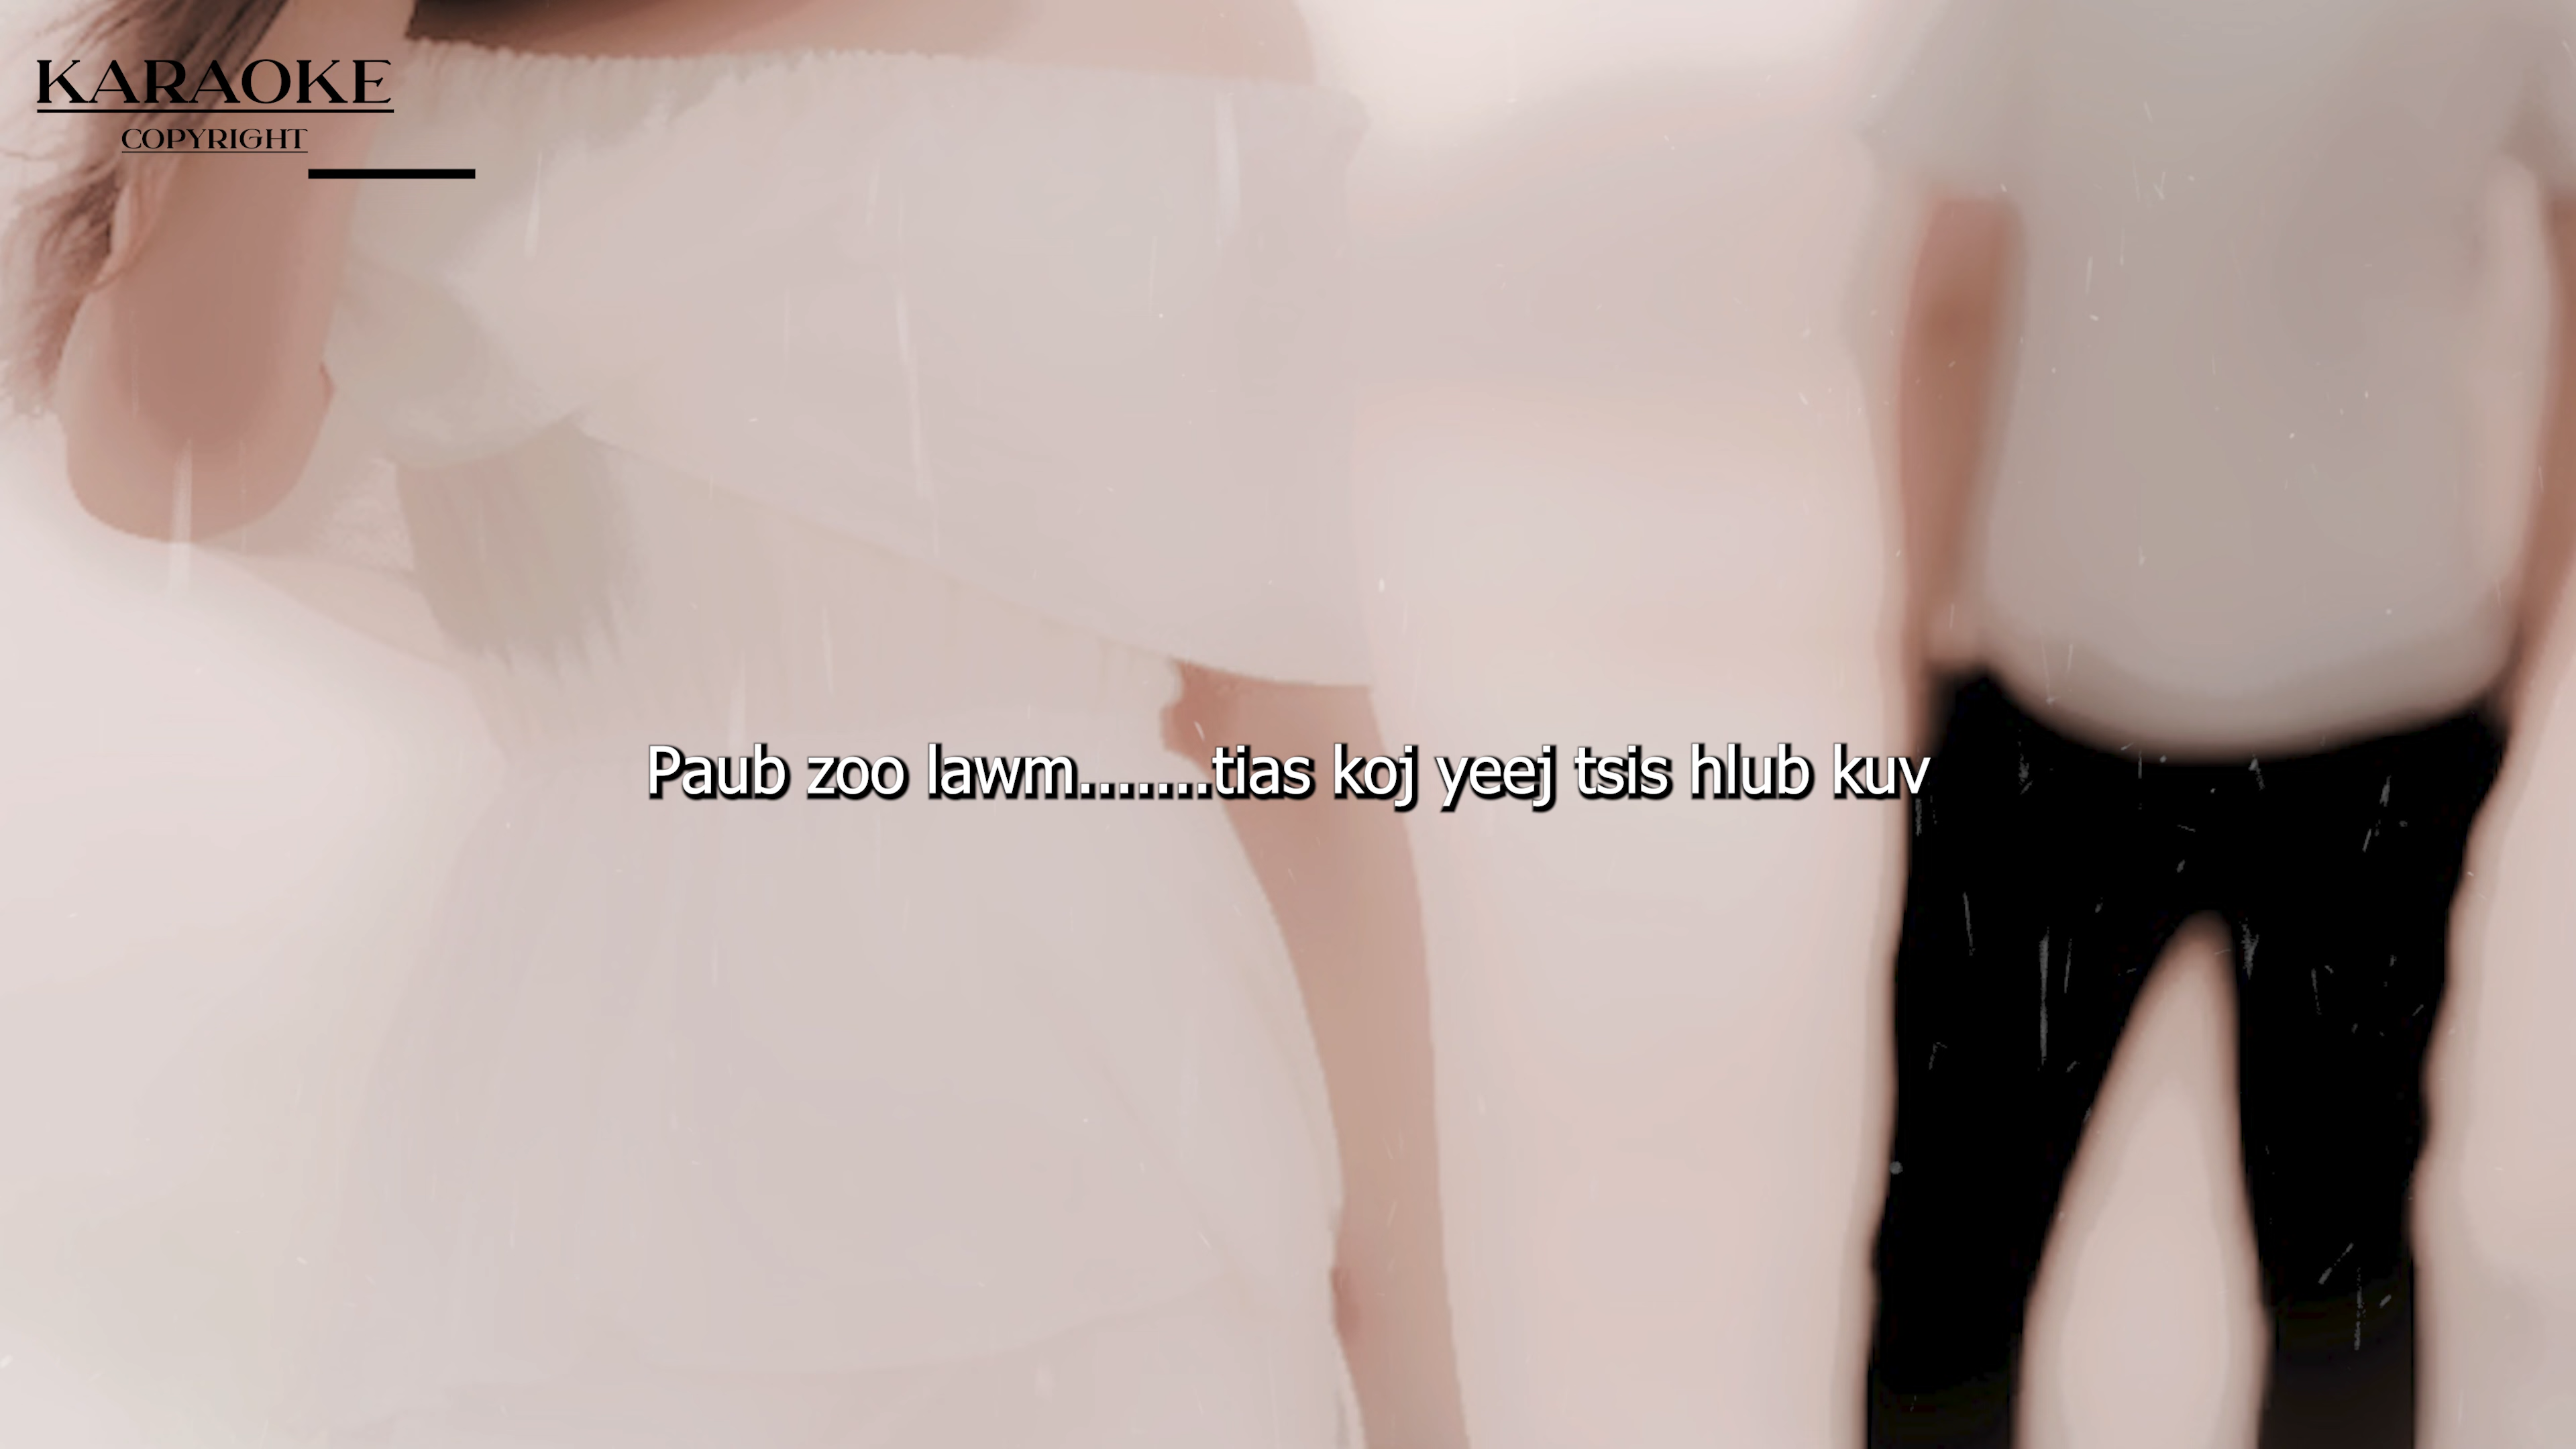 KARAOKE
COPYRIGHT
Paub zoo lawm.......tias koj yeej tsis hlub kuv